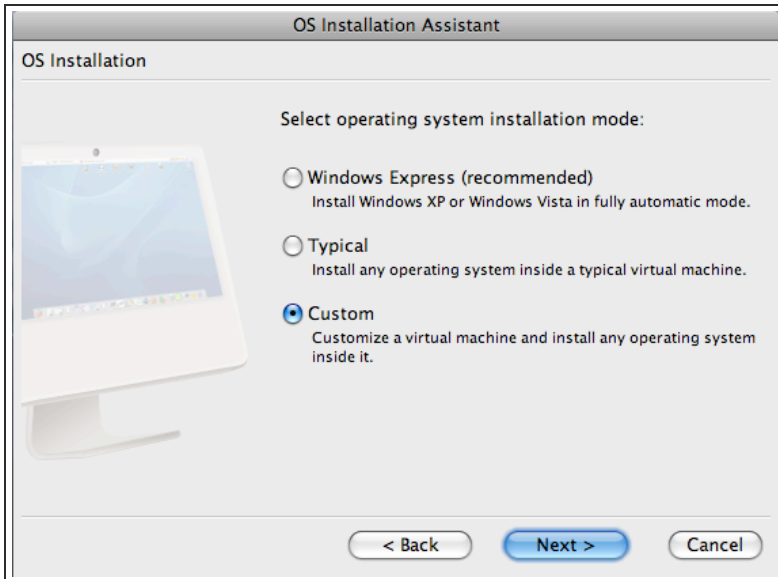 OS Installation Assistant
OS Installation
Select operating system installation mode:
Windows Express (recommended)
Install Windows XP or Windows Vista in fully automatic mode.
Typical
Install any operating system inside a typical virtual machine.
Custom
Customize a virtual machine and install any operating system
inside it.
< Back
Next >
Cancel